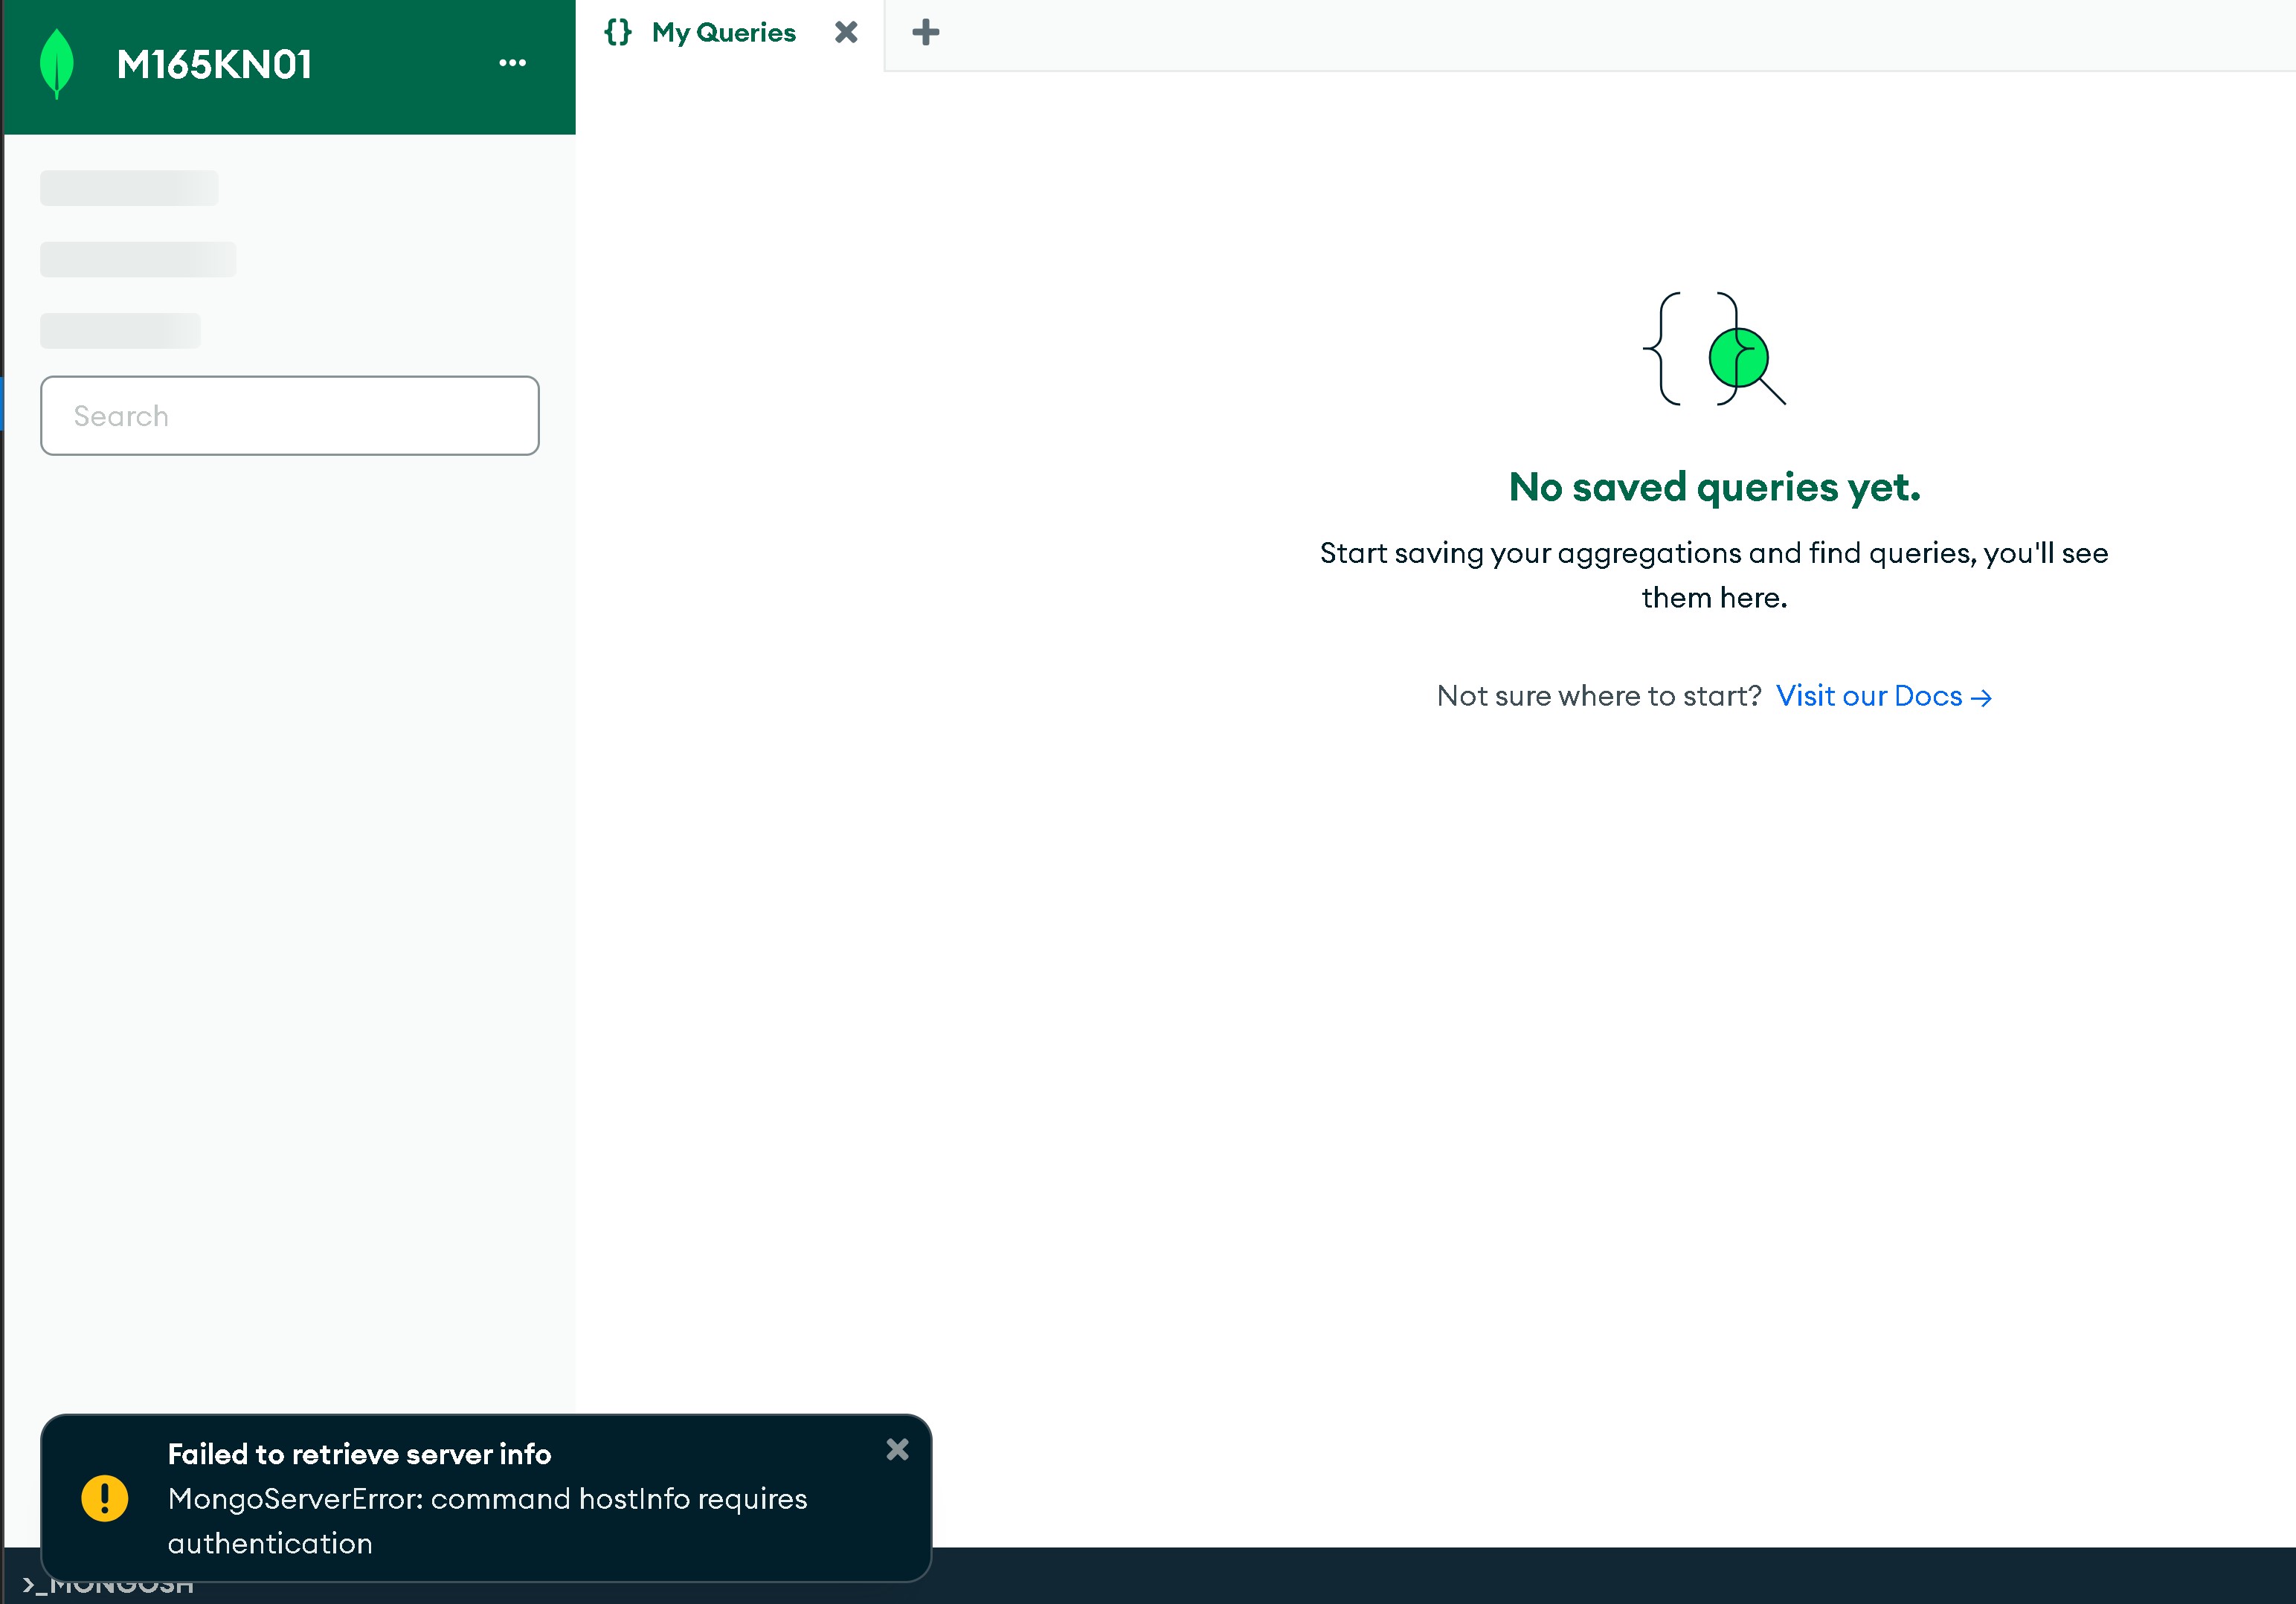 M165KN01
{} My Queries
Search
No saved queries yet.
Start saving your aggregations and find queries, you'll see
them here.
Not sure where to start? Visit our Docs →
Failed to retrieve server info
MongoServerError: command hostInfo requires
authentication
>_MONGOSH